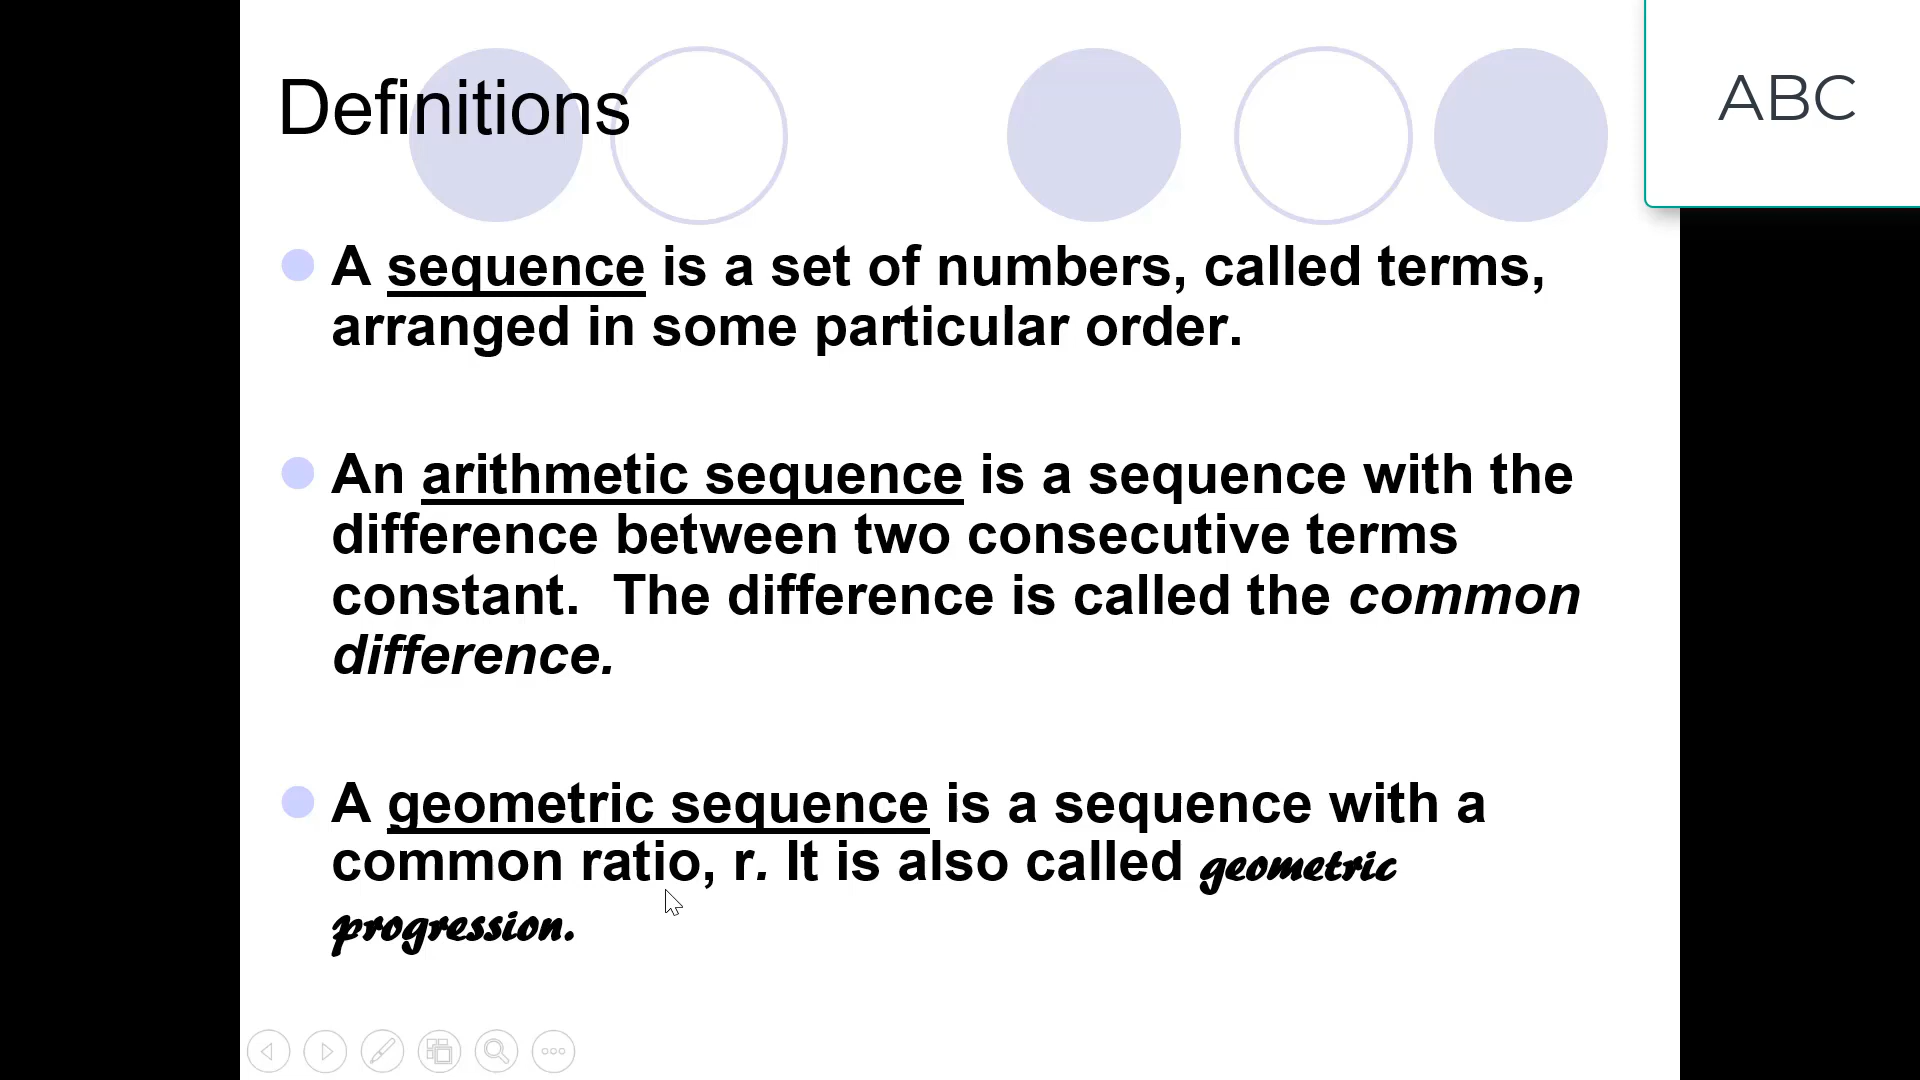 Definitions
ABC
A sequence is a set of numbers, called terms,
arranged in some particular order.
An arithmetic sequence is a sequence with the
difference between two consecutive terms
constant.  The difference is called the common
difference.
A geometric sequence is a sequence with a
common ratio, r. It is also called geometric
progression.